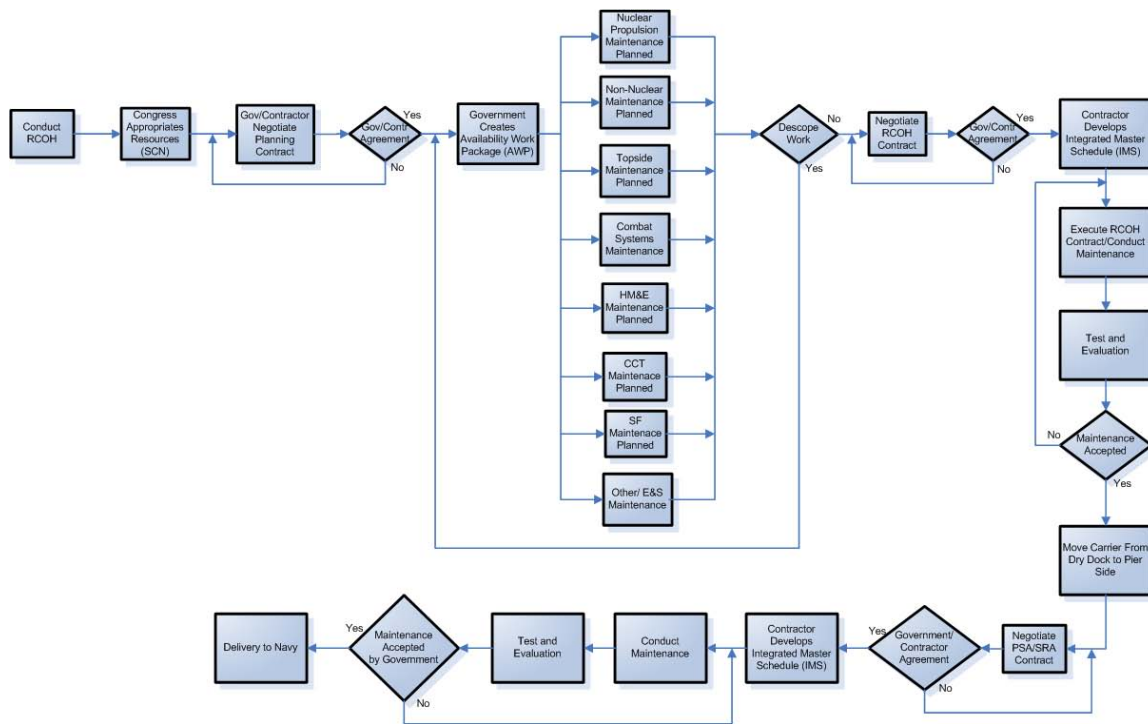 Conduct
RCOH
Congress
Appropriates
Resources
(SCN)
Gov/Contractor
Negotiate
Planning
Contract
Gov/Contr
Agreement
Yes
No
Government
Creates
Availability Work
Package (AWP)
Nuclear
Propulsion
Maintenance
Planned
Non-Nuclear
Maintenance
Planned
Topside
Maintenance
Planned
Combat
Systems
Maintenance
HM&E
Maintenance
Planned
CCT
Maintenace
Planned
SF
Maintenace
Planned
Other/ E&S
Maintenance
Descope
Work
No
Yes
Negotiate
RCOH
Contract
Gov/Contr
Agreement
Yes
No
Contractor
Develops
Integrated Master
Schedule (IMS)
Execute RCOH
Contract/Conduct
Maintenance
Test and
Evaluation
Maintenance
Accepted
No
Yes
Move Carrier From
Dry Dock to Pier
Side
Negotiate
PSA/SRA
Contract
Government/
Contractor
Agreement
Yes
No
Contractor
Develops
Integrated Master
Schedule (IMS)
Conduct
Maintenance
Test and
Evaluation
Maintenance
Accepted
by Government
Yes
No
Delivery to Navy